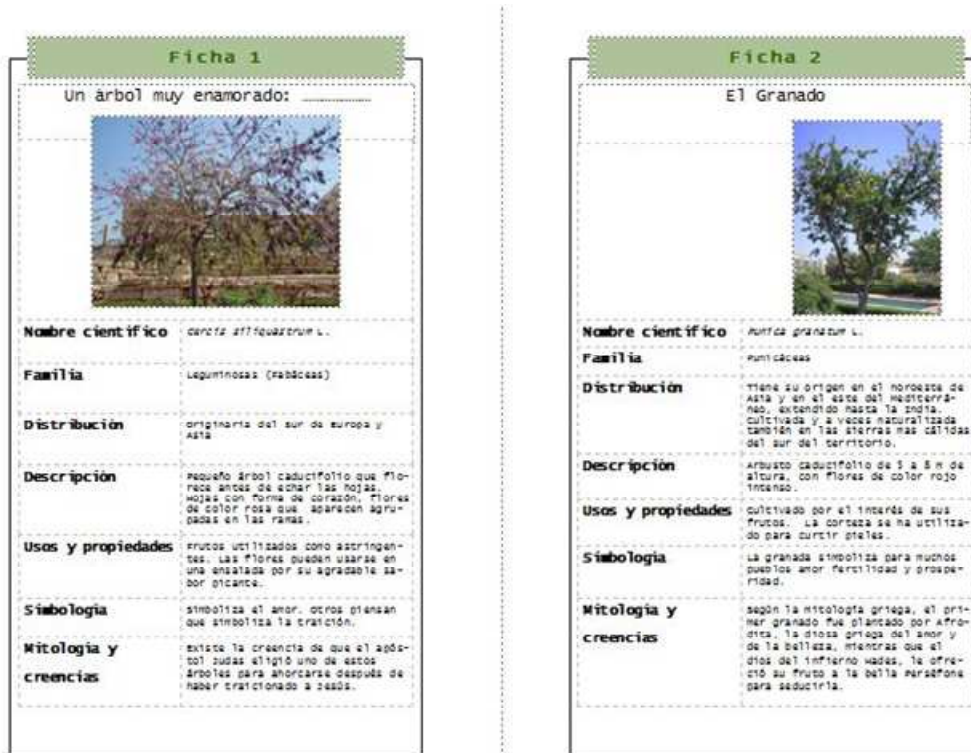 Ficha 1
Un árbol muy enamorado: ....................
Nombre científico
Cercis siliquastrum L.
Familia
Leguminosas (Fabáceas)
Distribución
Originaria del sur de Europa y
Asia
Descripción
Pequeño árbol caducifolio que flo-
rece antes de echar las hojas.
Hojas con forma de corazón, flores
de color rosa que aparecen agru-
padas en las ramas.
Usos y propiedades
Frutos utilizados como astringen-
tes. Las flores pueden usarse en
una ensalada por su agradable sa-
bor picante.
Simbología
Simboliza el amor. Otros piensan
que simboliza la traición.
Mitología y
creencias
Existe la creencia de que el após-
tol Judas eligió uno de estos
árboles para ahorcarse después de
haber traicionado a Jesús.
Ficha 2
El Granado
Nombre científico
Punica granatum L.
Familia
Punicáceas
Distribución
Tiene su origen en el noroeste de
Asia y en el este del Mediterrá-
neo, extendido hasta la India.
Cultivada y a veces naturalizada
también en las sierras mas cálidas
del sur del territorio.
Descripción
Arbusto caducifolio de 5 a 8 m de
altura, con flores de color rojo
intenso.
Usos y propiedades
Cultivado por el interés de sus
frutos. La corteza se ha utiliza-
do para curtir pieles.
Simbología
La granada simboliza para muchos
pueblos amor fertilidad y prospe-
ridad.
Mitología y
creencias
Según la mitología griega, el pri-
mer granado fue plantado por Afro-
dita, la diosa griega del amor y
de la belleza, mientras que el
dios del infierno Hades, le ofre-
ció su fruto a la bella Perséfone
para seducirla.